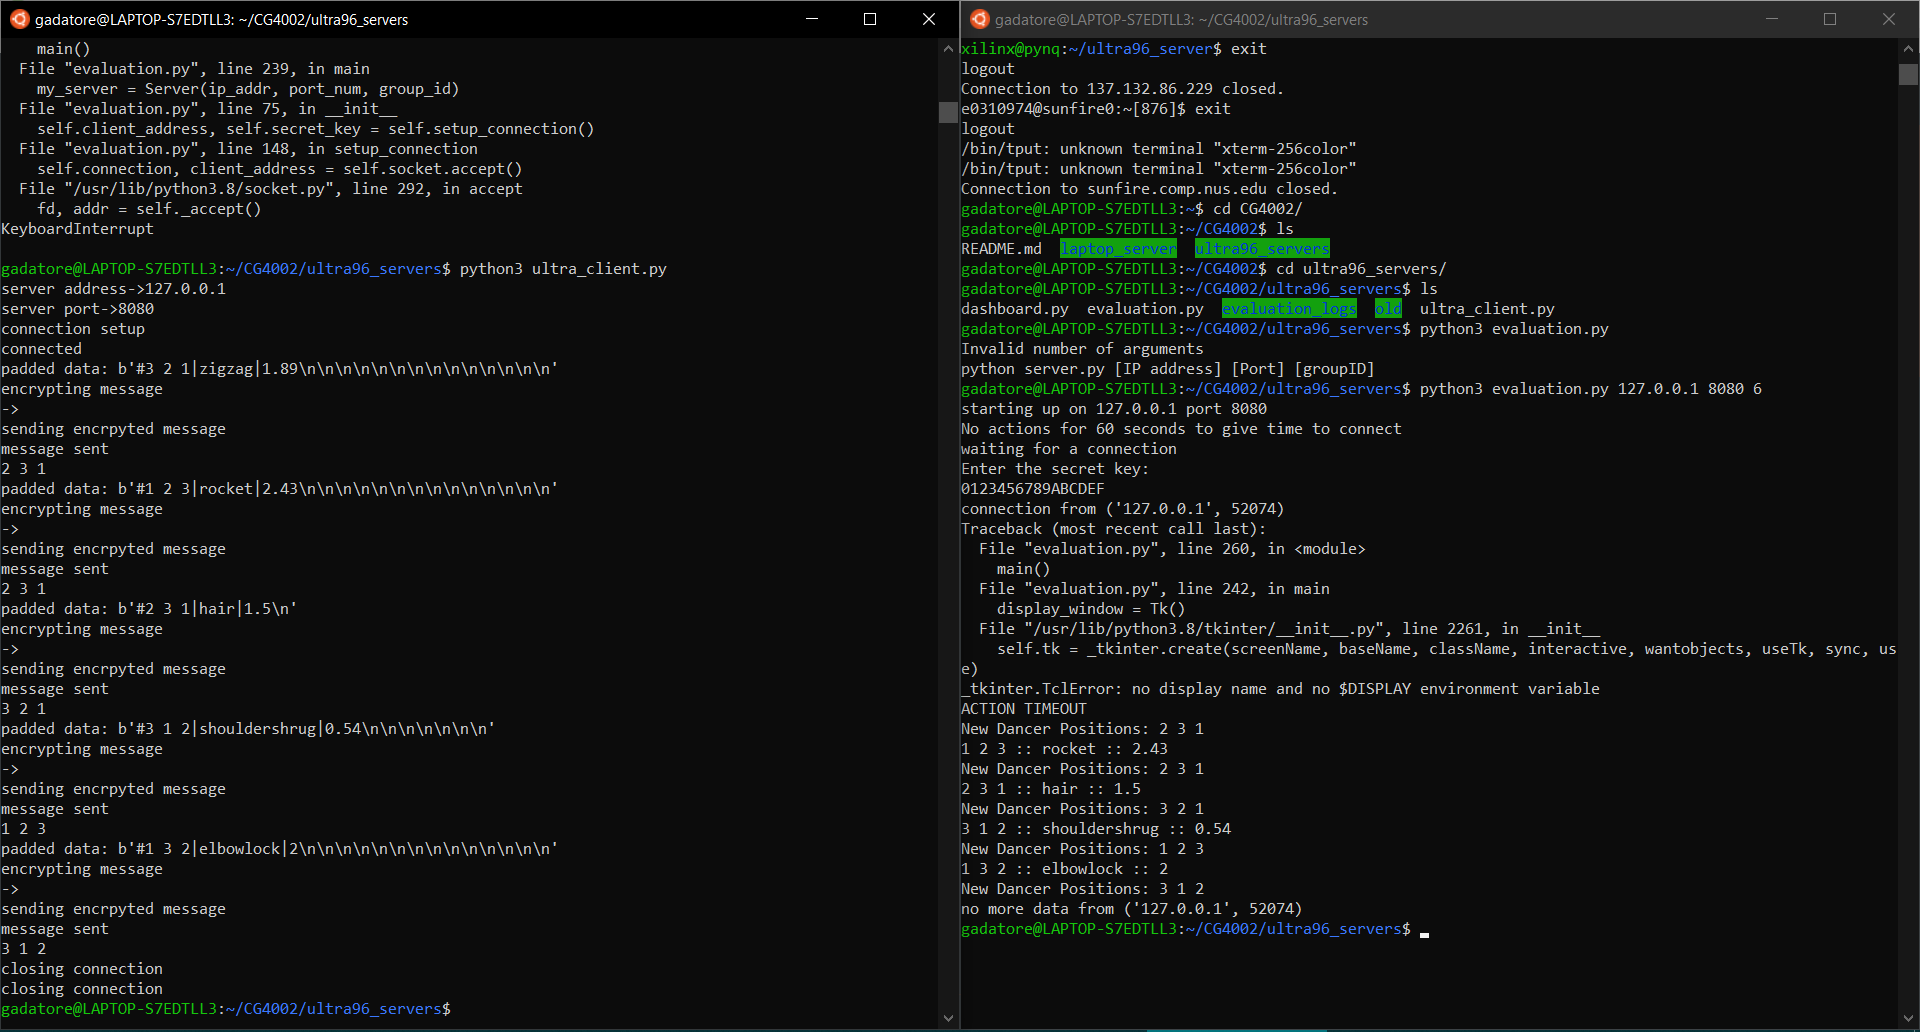 gadatore@LAPTOP-S7EDTLL3: ~/CG4002/ultra96_servers
    main()
  File "evaluation.py", line 239, in main
    my_server = Server(ip_addr, port_num, group_id)
  File "evaluation.py", line 75, in __init__
    self.client_address, self.secret_key = self.setup_connection()
  File "evaluation.py", line 148, in setup_connection
    self.connection, client_address = self.socket.accept()
  File "/usr/lib/python3.8/socket.py", line 292, in accept
    fd, addr = self._accept()
KeyboardInterrupt
gadatore@LAPTOP-S7EDTLL3:~/CG4002/ultra96_servers$ python3 ultra_client.py
server address->127.0.0.1
server port->8080
connection setup
connected
padded data: b'#3 2 1|zigzag|1.89\n\n\n\n\n\n\n\n\n\n\n\n\n\n'
encrypting message
->
sending encrpyted message
message sent
2 3 1
padded data: b'#1 2 3|rocket|2.43\n\n\n\n\n\n\n\n\n\n\n\n\n\n'
encrypting message
->
sending encrpyted message
message sent
2 3 1
padded data: b'#2 3 1|hair|1.5\n'
encrypting message
->
sending encrpyted message
message sent
3 2 1
padded data: b'#3 1 2|shouldershrug|0.54\n\n\n\n\n\n\n'
encrypting message
->
sending encrpyted message
message sent
1 2 3
padded data: b'#1 3 2|elbowlock|2\n\n\n\n\n\n\n\n\n\n\n\n\n\n'
encrypting message
->
sending encrpyted message
message sent
3 1 2
closing connection
closing connection
gadatore@LAPTOP-S7EDTLL3:~/CG4002/ultra96_servers$
gadatore@LAPTOP-S7EDTLL3: ~/CG4002/ultra96_servers
xilinx@pynq:~/ultra96_server$ exit
logout
Connection to 137.132.86.229 closed.
e0310974@sunfire0:~[876]$ exit
logout
/bin/tput: unknown terminal "xterm-256color"
/bin/tput: unknown terminal "xterm-256color"
Connection to sunfire.comp.nus.edu closed.
gadatore@LAPTOP-S7EDTLL3:~$ cd CG4002/
gadatore@LAPTOP-S7EDTLL3:~/CG4002$ ls
README.md  laptop_server  ultra96_servers
gadatore@LAPTOP-S7EDTLL3:~/CG4002$ cd ultra96_servers/
gadatore@LAPTOP-S7EDTLL3:~/CG4002/ultra96_servers$ ls
dashboard.py  evaluation.py  evaluation_logs  old  ultra_client.py
gadatore@LAPTOP-S7EDTLL3:~/CG4002/ultra96_servers$ python3 evaluation.py
Invalid number of arguments
python server.py [IP address] [Port] [groupID]
gadatore@LAPTOP-S7EDTLL3:~/CG4002/ultra96_servers$ python3 evaluation.py 127.0.0.1 8080 6
starting up on 127.0.0.1 port 8080
No actions for 60 seconds to give time to connect
waiting for a connection
Enter the secret key:
0123456789ABCDEF
connection from ('127.0.0.1', 52074)
Traceback (most recent call last):
  File "evaluation.py", line 260, in <module>
    main()
  File "evaluation.py", line 242, in main
    display_window = Tk()
  File "/usr/lib/python3.8/tkinter/__init__.py", line 2261, in __init__
    self.tk = _tkinter.create(screenName, baseName, className, interactive, wantobjects, useTk, sync, us
e)
_tkinter.TclError: no display name and no $DISPLAY environment variable
ACTION TIMEOUT
New Dancer Positions: 2 3 1
1 2 3 :: rocket :: 2.43
New Dancer Positions: 2 3 1
2 3 1 :: hair :: 1.5
New Dancer Positions: 3 2 1
3 1 2 :: shouldershrug :: 0.54
New Dancer Positions: 1 2 3
1 3 2 :: elbowlock :: 2
New Dancer Positions: 3 1 2
no more data from ('127.0.0.1', 52074)
gadatore@LAPTOP-S7EDTLL3:~/CG4002/ultra96_servers$